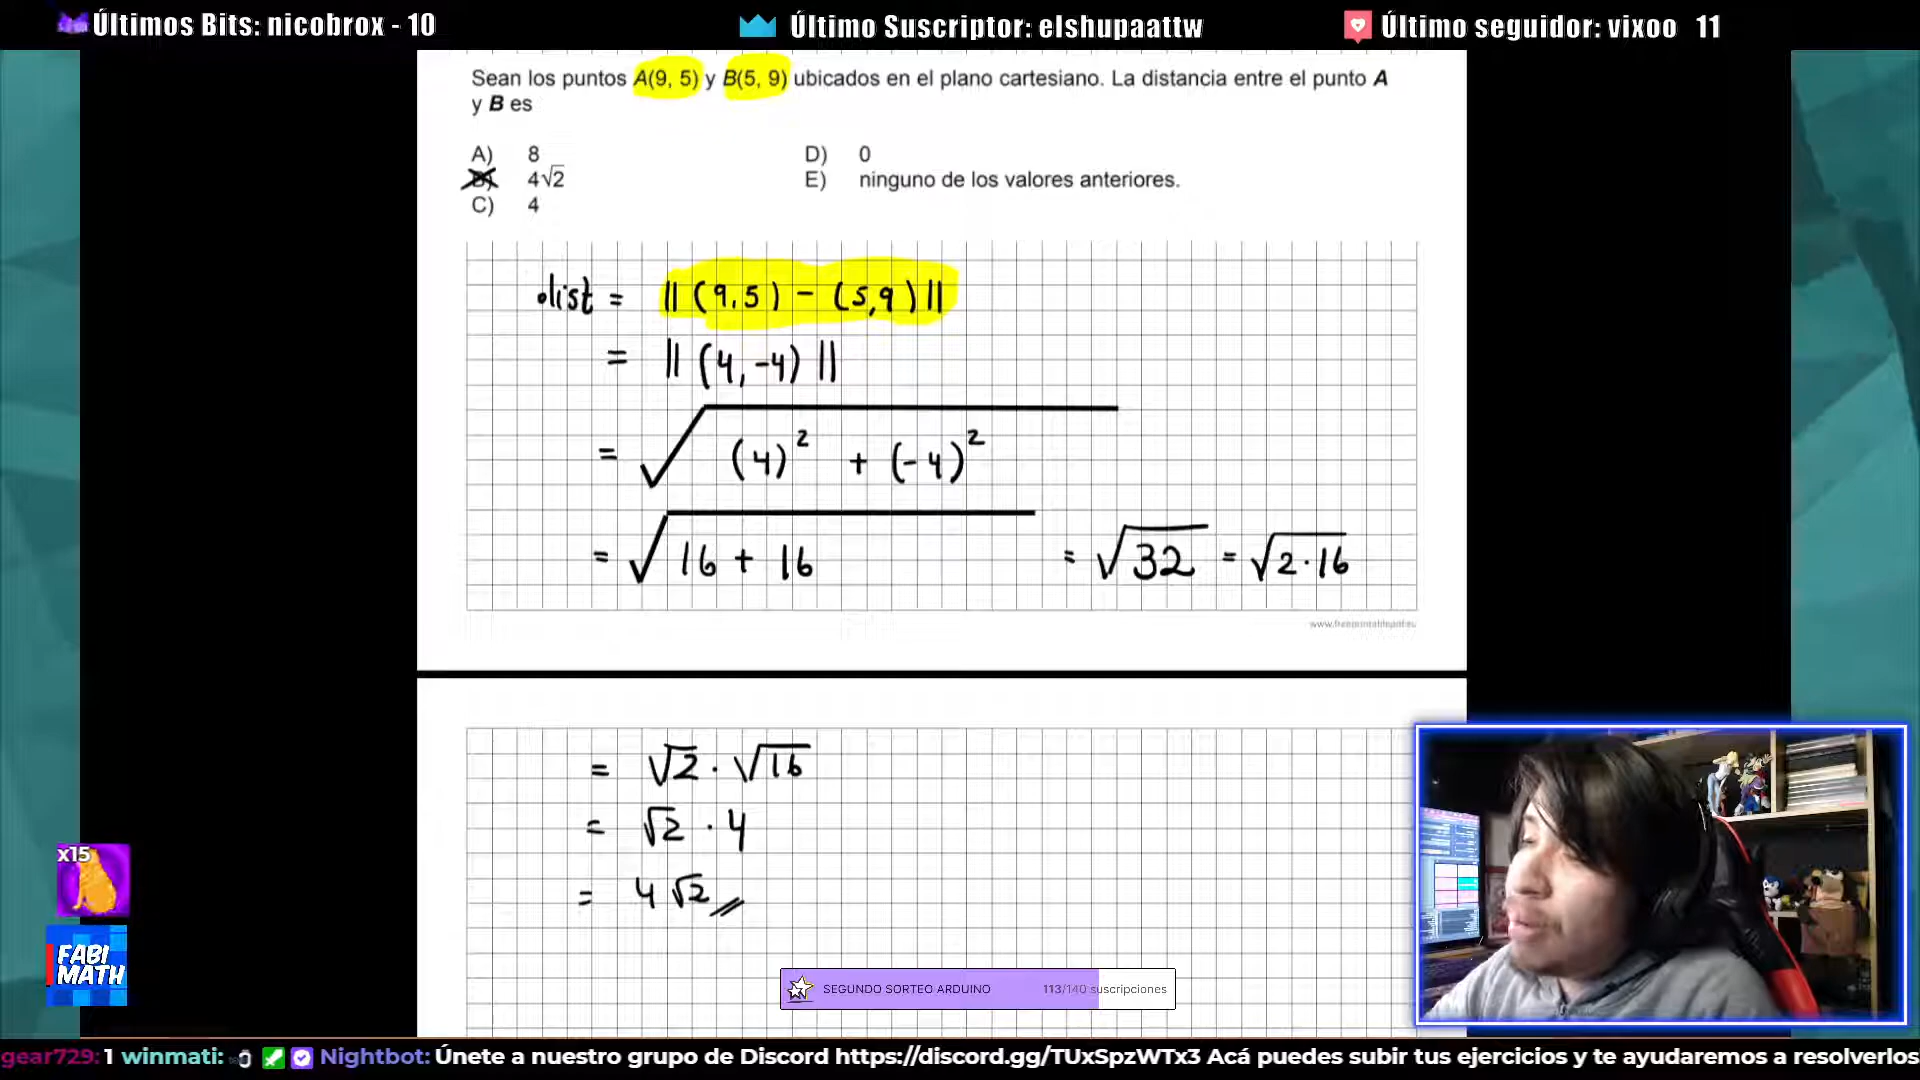 Últimos Bits: nicobrox - 10
Último Suscriptor: elshupaattw
Último seguidor: vixoo 11
Sean los puntos A(9, 5) y B(5, 9) ubicados en el plano cartesiano. La distancia entre el punto A
y B es
A) 8
B) 4√2
C) 4
D) 0
E) ninguno de los valores anteriores.
dist = ||(9,5) - (5,9)||
= ||(4,-4)||
= √(4)² + (-4)²
= √16 + 16 = √32 = √2·16
= √2 · √16
= √2 · 4
= 4√2
x15
FABI
MATH
SEGUNDO SORTEO ARDUINO 113/140 suscripciones
gear729: 1 winmati: Nightbot: Únete a nuestro grupo de Discord https://discord.gg/TUxSpzWTx3 Acá puedes subir tus ejercicios y te ayudaremos a resolverlos